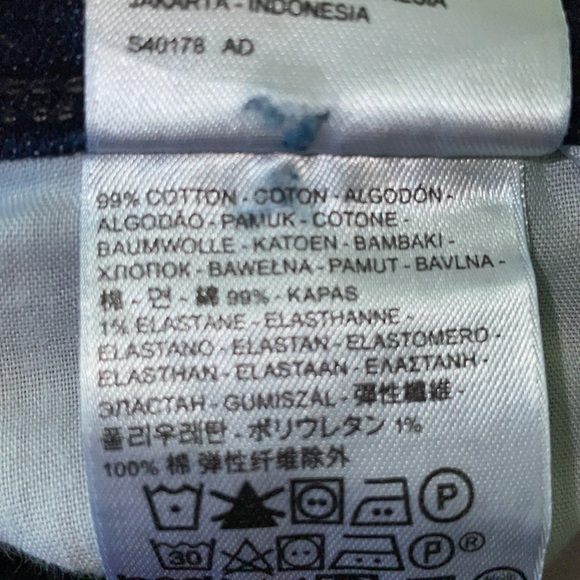 JAKARTA - INDONESIA
S40178 AD
99% COTTON - COTON - ALGODÓN -
ALGODÃO - PAMUK - COTONE -
BAUMWOLLE - KATOEN - BAMBAKI -
ХЛОПОК - BAWEŁNA - PAMUT - BAVLNA -
棉 - 면 - 綿 99% - KAPAS
1% ELASTANE - ELASTHANNE -
ELASTANO - ELASTAN - ELASTOMERO -
ELASTHAN - ELASTAAN - ΕΛΑΣΤΑΝΗ -
ЭЛАСТАН - GUMISZÁL - 弹性纖维 -
폴리우레탄 - ポリウレタン 1%
100% 棉 弹性纤维除外
P
30 P ®